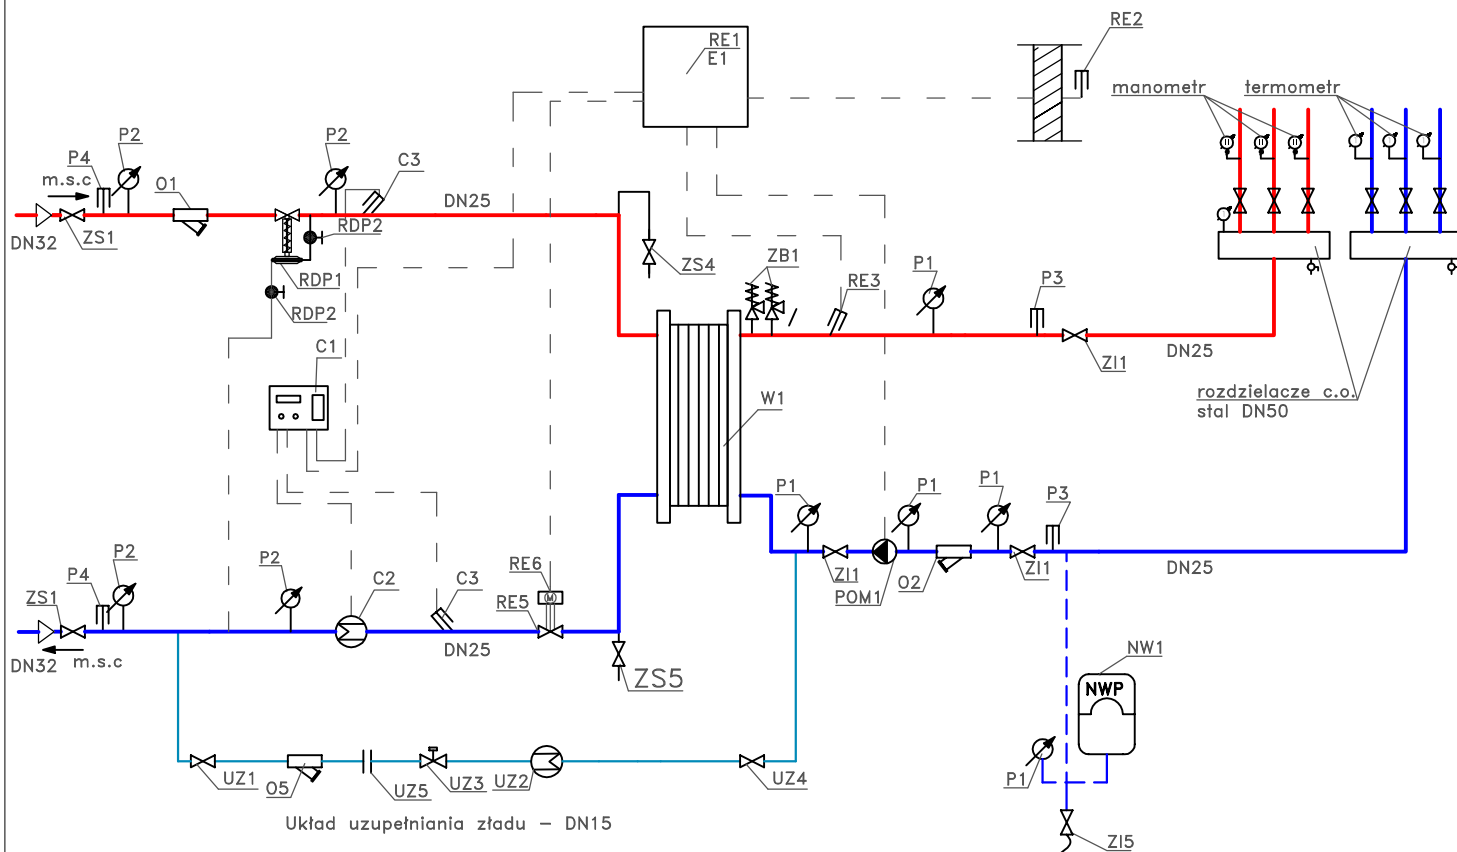 RE2
RE1
E1
manometr
termometr
P2
P2
P4
C3
m.s.c
O1
DN25
DN32
ZS1
RDP2
RDP1
RDP2
ZS4
ZB1
RE3
P1
P3
ZI1
DN25
C1
rozdzielacze c.o.
stal DN50
W1
P1
P1
P1
P3
ZI1
POM1
O2
ZI1
DN25
P2
P4
P2
C2
C3
RE6
RE5
ZS1
DN32
m.s.c
DN25
M
ZS5
NW1
NWP
P1
ZI5
UZ1
O5
UZ5
UZ3
UZ2
UZ4
Układ uzupełniania zładu – DN15